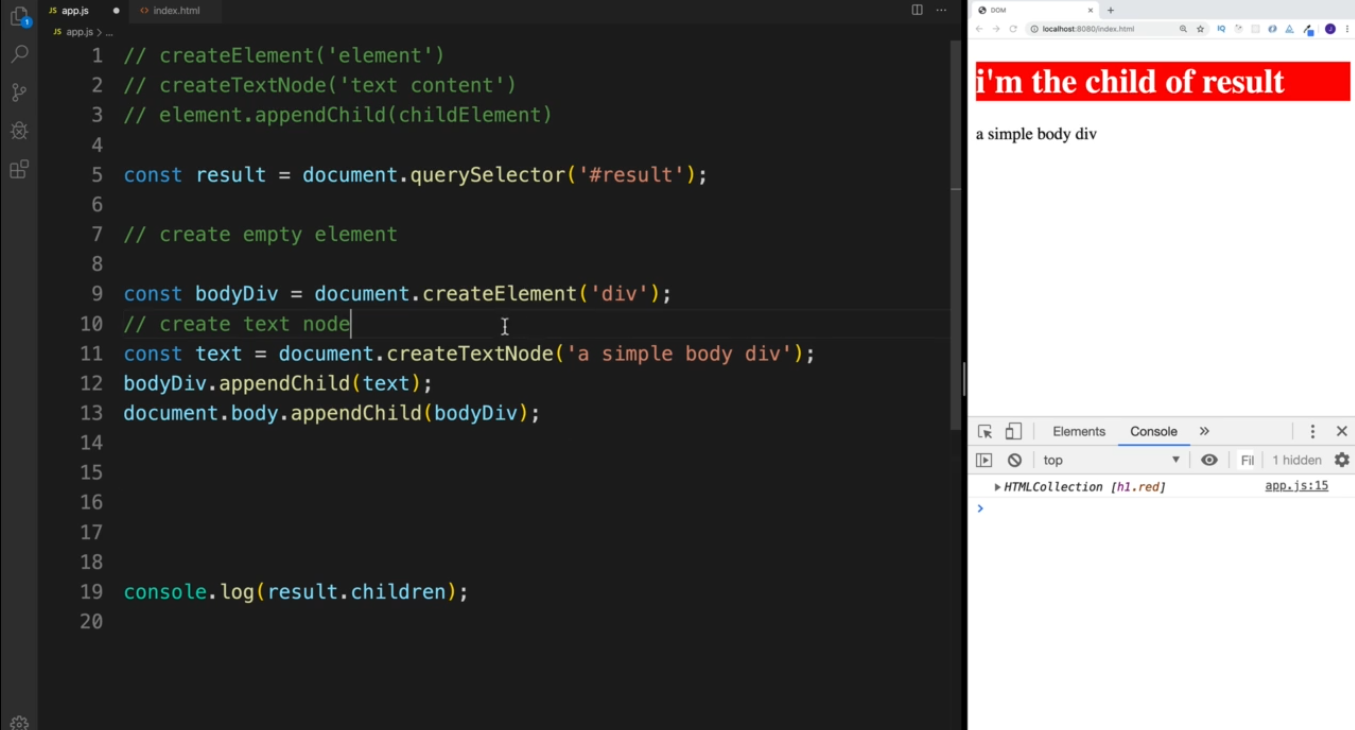 JS app.js
<> index.html
JS app.js > ...
1 // createElement('element')
2 // createTextNode('text content')
3 // element.appendChild(childElement)
4
5 const result = document.querySelector('#result');
6
7 // create empty element
8
9 const bodyDiv = document.createElement('div');
10 // create text node
11 const text = document.createTextNode('a simple body div');
12 bodyDiv.appendChild(text);
13 document.body.appendChild(bodyDiv);
14
15
16
17
18
19 console.log(result.children);
20
1
DOM
localhost:8080/index.html
IQ
i'm the child of result
a simple body div
Elements Console »
top Fil 1 hidden
HTMLCollection [h1.red] app.js:15